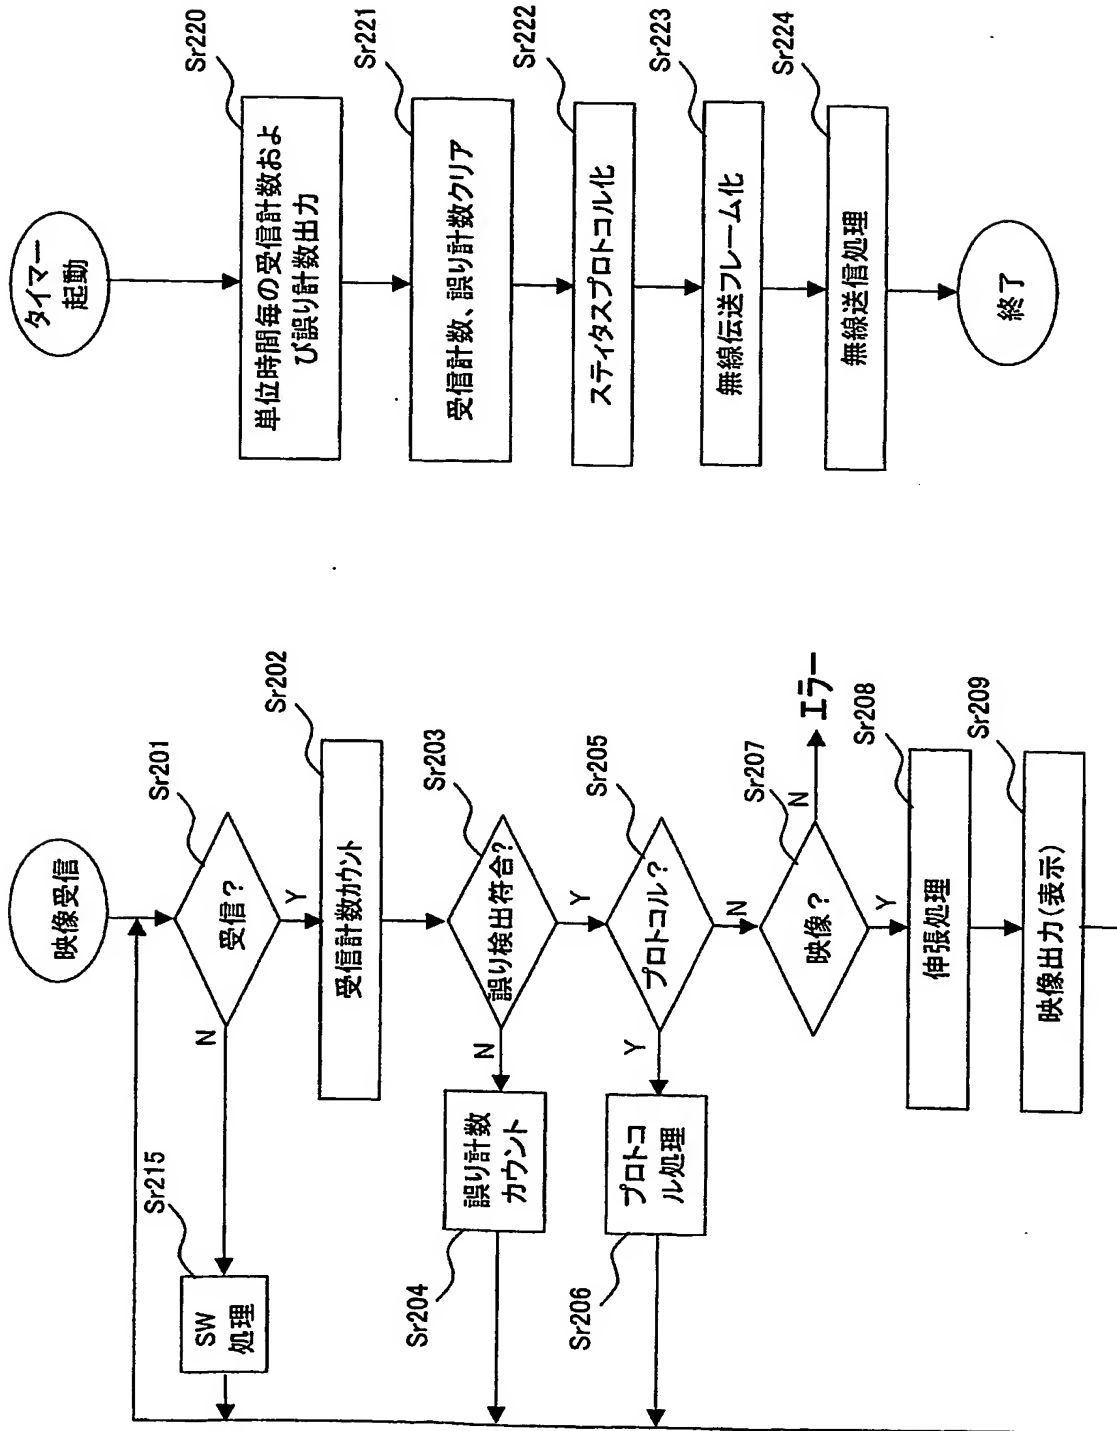 映像受信
Sr201
受信?
Y
N
Sr215
SW
処理
Sr202
受信計数カウント
Sr203
誤り検出符合?
Y
N
Sr204
誤り計数
カウント
Sr205
プロトコル?
Y
N
Sr206
プロトコ
ル処理
Sr207
映像?
N
エラー
Y
Sr208
伸張処理
Sr209
映像出力(表示)
タイマー
起動
Sr220
単位時間毎の受信計数およ
び誤り計数出力
Sr221
受信計数、誤り計数クリア
Sr222
スティタスプロトコル化
Sr223
無線伝送フレーム化
Sr224
無線送信処理
終了